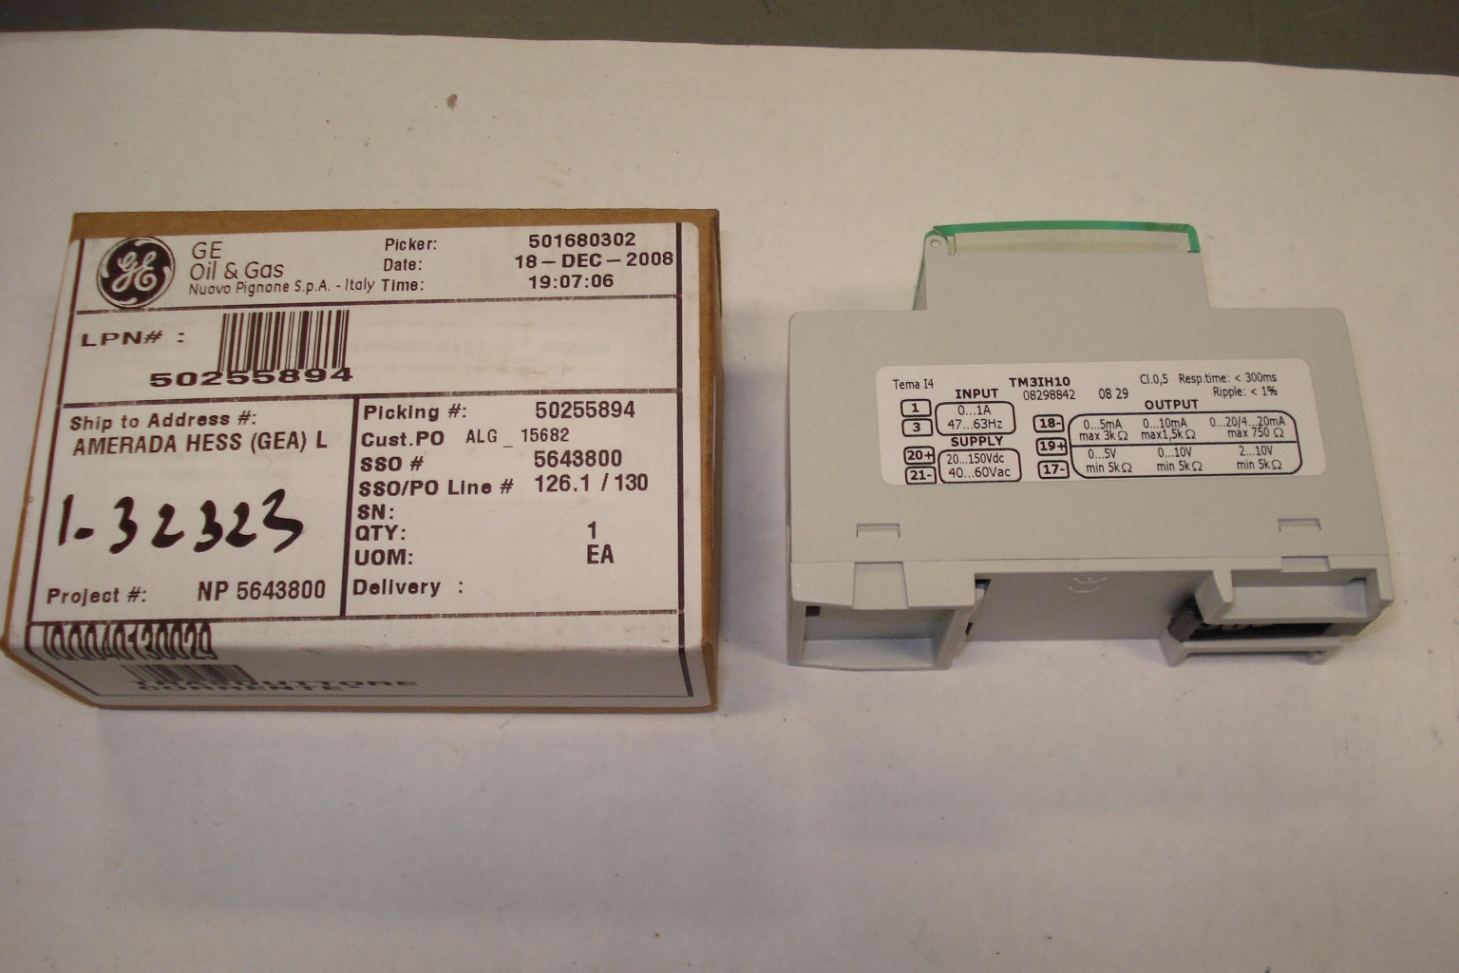 GE
GE
Oil & Gas
Nuovo Pignone S.p.A. - Italy
Picker: 501680302
Date: 18-DEC-2008
Time: 19:07:06
LPN# :
50255894
Ship to Address #:
AMERADA HESS (GEA) L
1-32323
Project #: NP 5643800
Picking #: 50255894
Cust.PO ALG _ 15682
SSO # 5643800
SSO/PO Line # 126.1 / 130
SN:
QTY: 1
UOM: EA
Delivery :
CORRENTE
Tema I4 TM3IH10 Cl.0,5 Resp.time: < 300ms
INPUT 08298842 08 29 Ripple: < 1%
OUTPUT
1 0...1A
3 47...63Hz
SUPPLY
20+ 20...150Vdc
21- 40...60Vac
18- 0...5mA 0...10mA 0...20/4...20mA
max 3kΩ max1,5kΩ max 750 Ω
19+
17- 0...5V 0...10V 2...10V
min 5kΩ min 5kΩ min 5kΩ